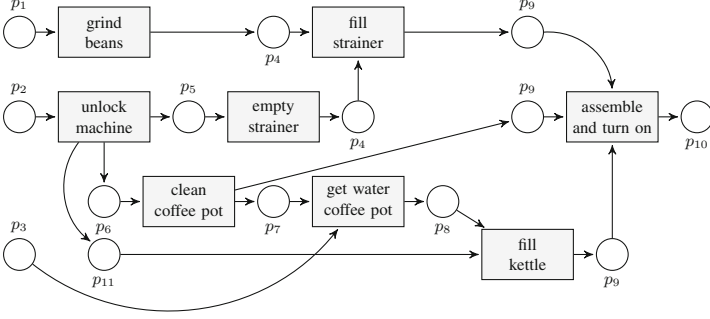 p1
p9
grind
beans
p4
fill
strainer
p2
unlock
machine
p5
empty
strainer
p4
p9
assemble
and turn on
p10
clean
coffee pot
get water
coffee pot
p6
p7
p8
p3
p11
fill
kettle
p9